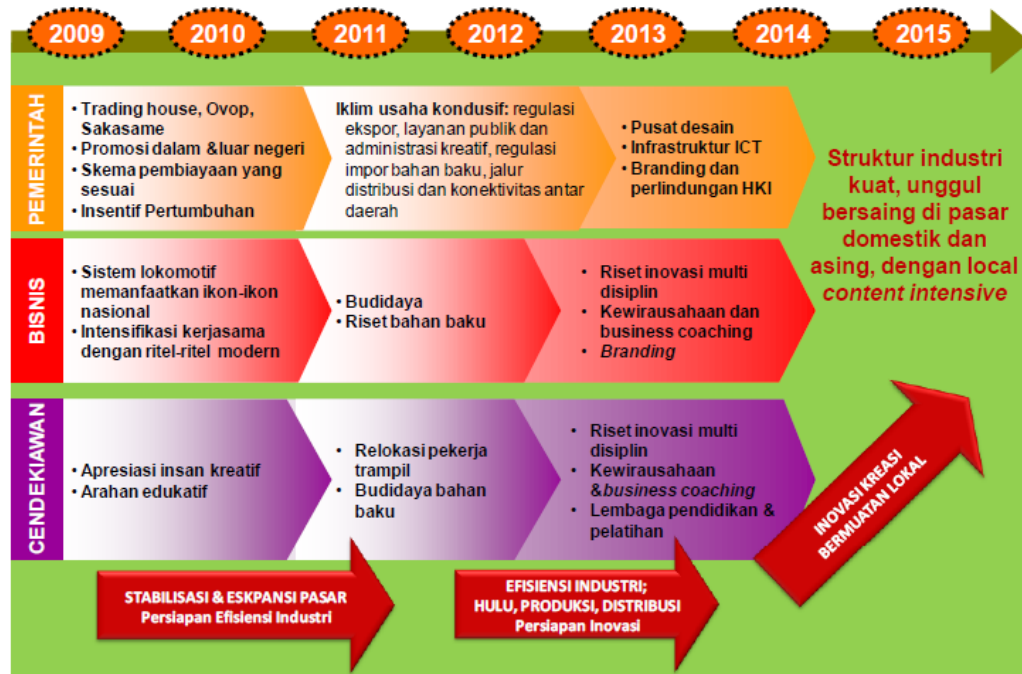 2009 2010 2011 2012 2013 2014 2015
PEMERINTAH
• Trading house, Ovop,
Sakasame
• Promosi dalam &luar negeri
• Skema pembiayaan yang
sesuai
• Insentif Pertumbuhan
Iklim usaha kondusif: regulasi
ekspor, layanan publik dan
administrasi kreatif, regulasi
impor bahan baku, jalur
distribusi dan konektivitas antar
daerah
• Pusat desain
• Infrastruktur ICT
• Branding dan
perlindungan HKI
Struktur industri
kuat, unggul
bersaing di pasar
domestik dan
asing, dengan local
content intensive
BISNIS
• Sistem lokomotif
memanfaatkan ikon-ikon
nasional
• Intensifikasi kerjasama
dengan ritel-ritel modern
• Budidaya
• Riset bahan baku
• Riset inovasi multi
disiplin
• Kewirausahaan dan
business coaching
• Branding
CENDEKIAWAN
• Apresiasi insan kreatif
• Arahan edukatif
• Relokasi pekerja
trampil
• Budidaya bahan
baku
• Riset inovasi multi
disiplin
• Kewirausahaan
&business coaching
• Lembaga pendidikan &
pelatihan
STABILISASI & ESKPANSI PASAR
Persiapan Efisiensi Industri
EFISIENSI INDUSTRI;
HULU, PRODUKSI, DISTRIBUSI
Persiapan Inovasi
INOVASI KREASI
BERMUATAN LOKAL